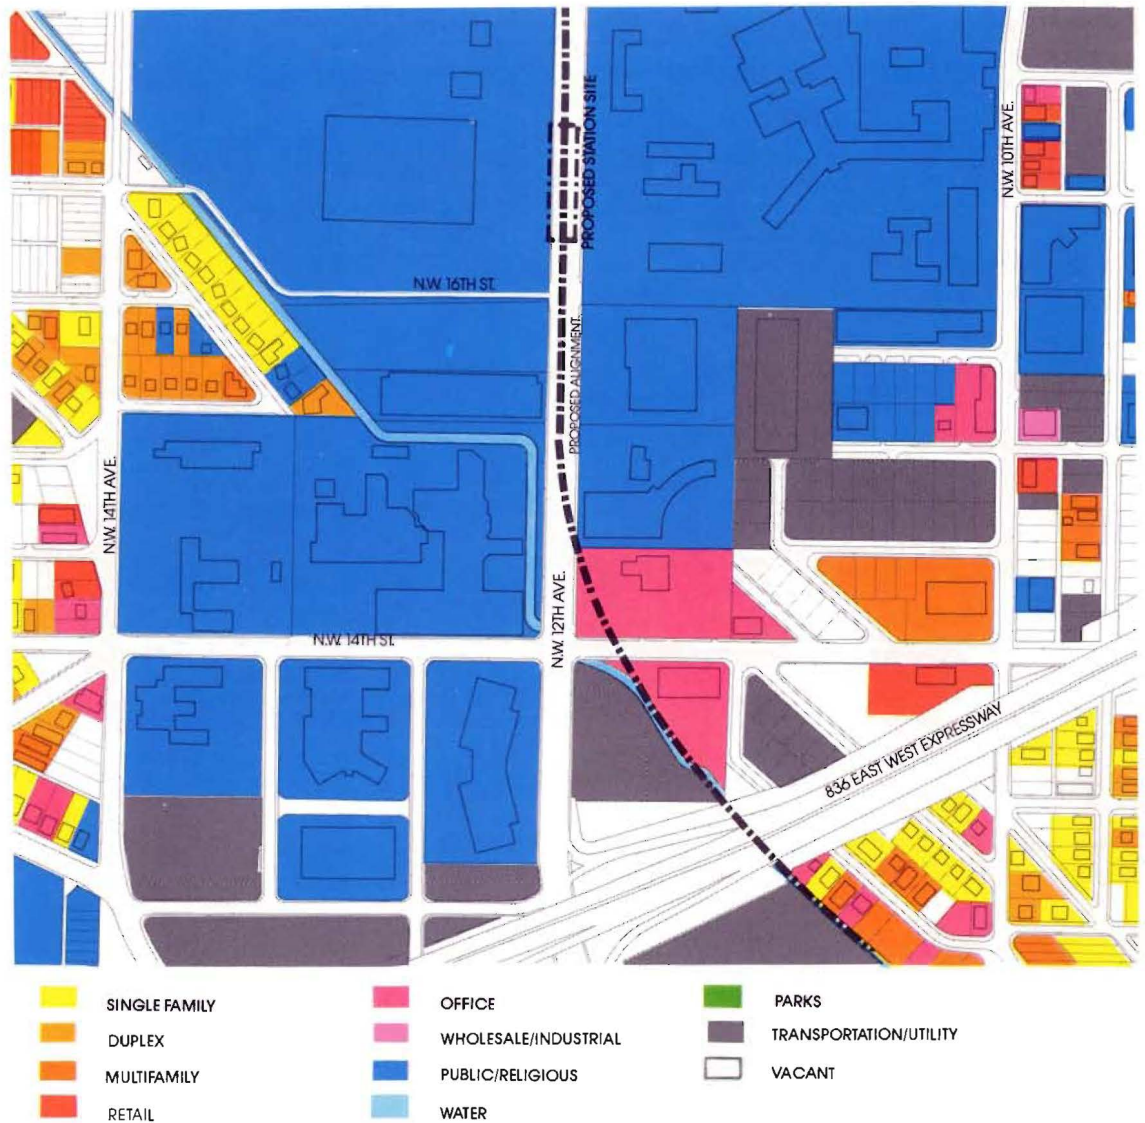 PROPOSED STATION SITE
N.W. 10TH AVE.
N.W. 16TH ST.
PROPOSED ALIGNMENT.
N.W. 14TH AVE.
N.W. 12TH AVE.
N.W. 14TH ST.
836 EAST WEST EXPRESSWAY
SINGLE FAMILY
DUPLEX
MULTIFAMILY
RETAIL
OFFICE
WHOLESALE/INDUSTRIAL
PUBLIC/RELIGIOUS
WATER
PARKS
TRANSPORTATION/UTILITY
VACANT